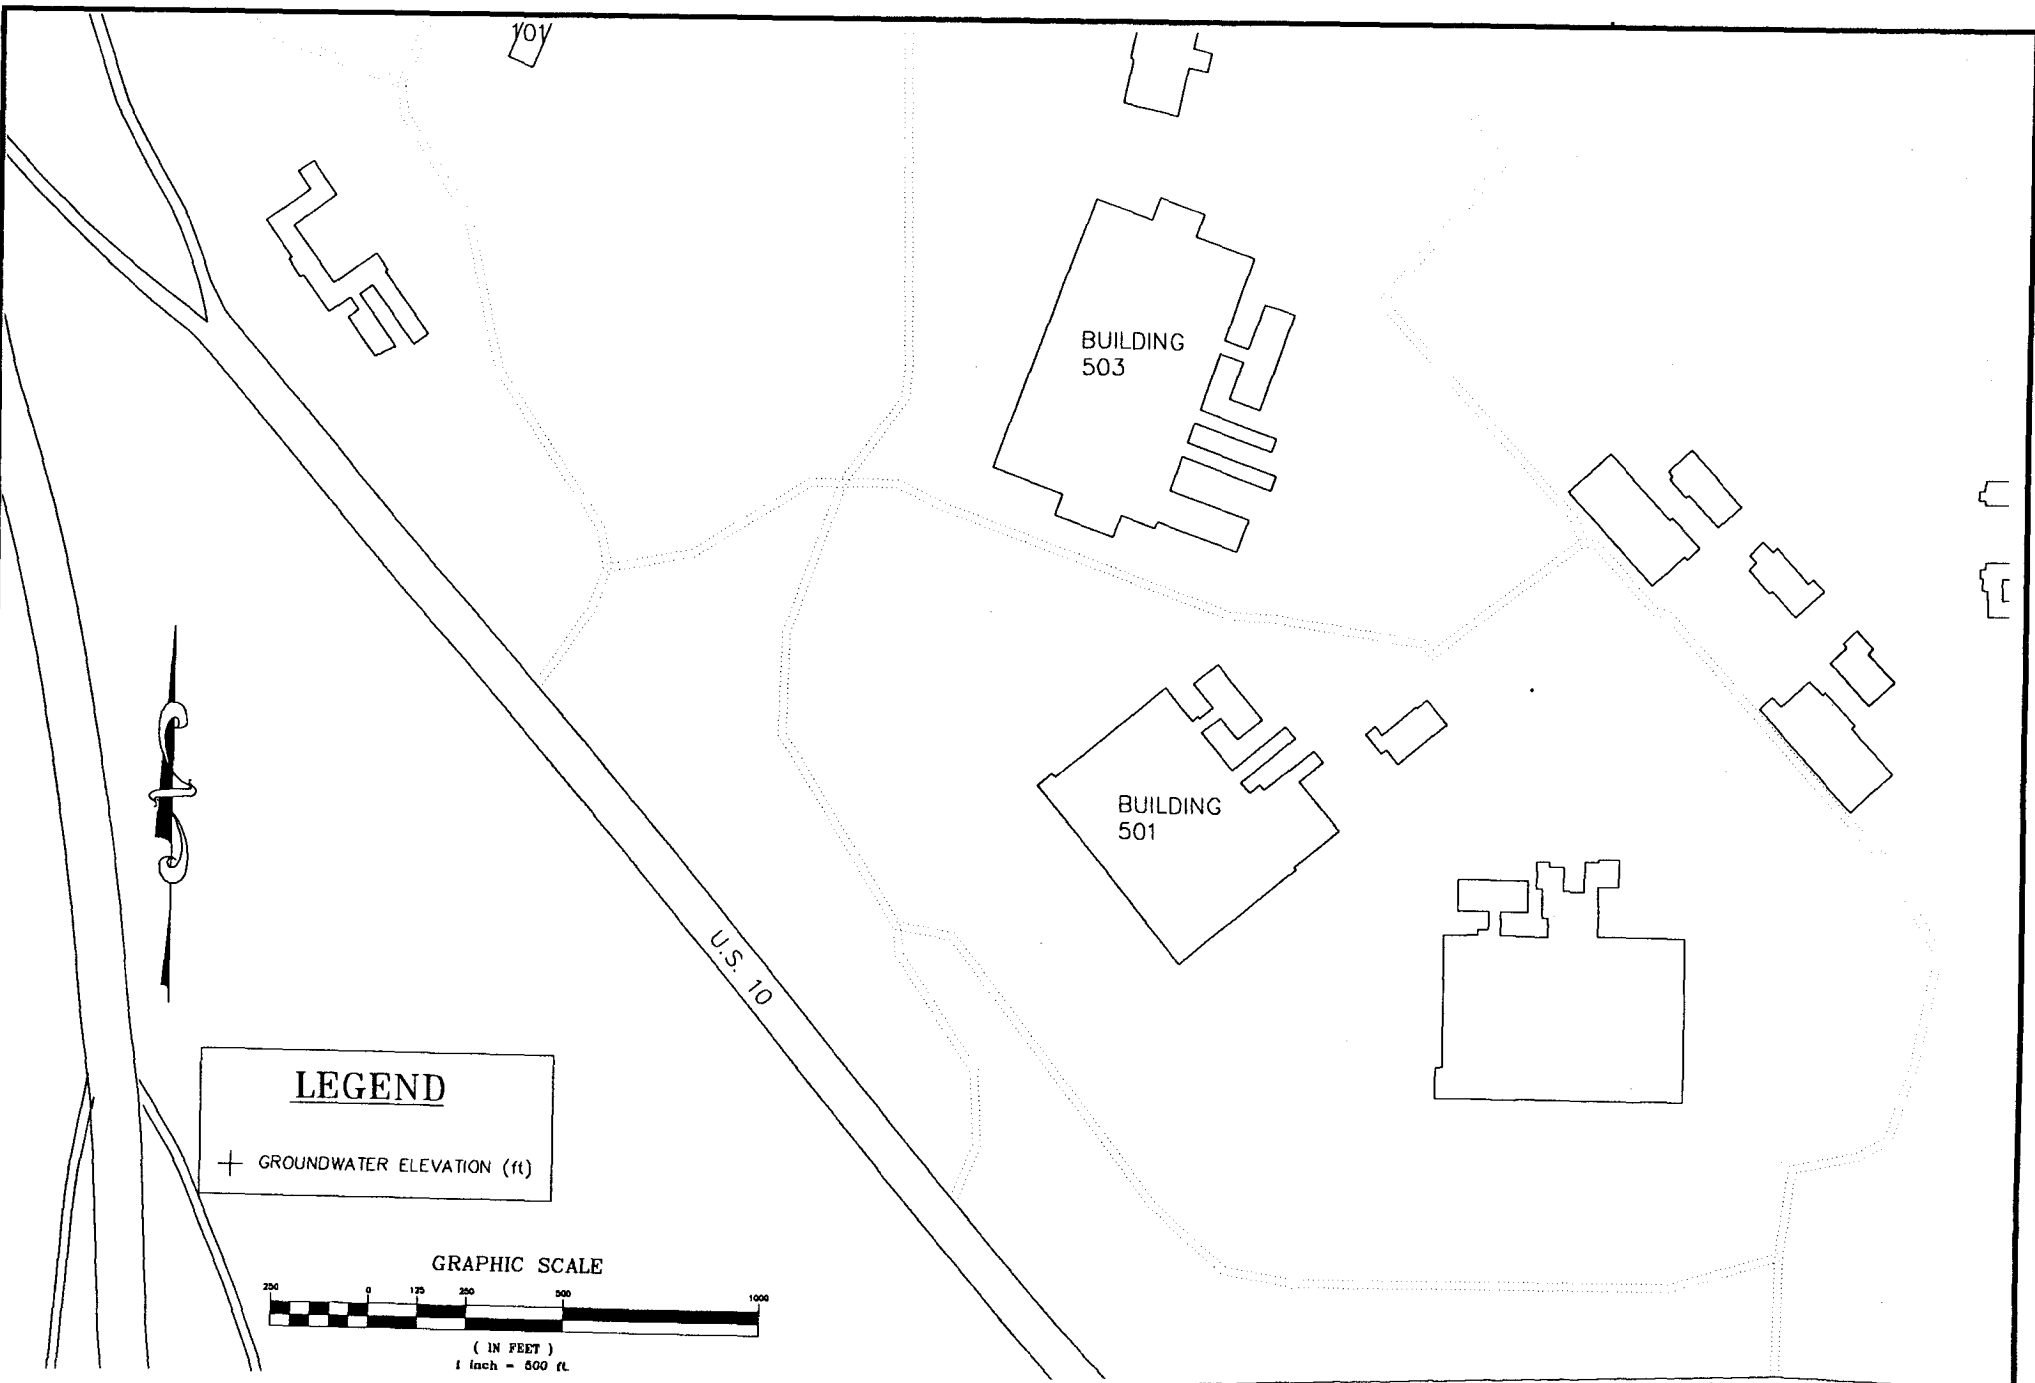 BUILDING
503
BUILDING
501
U.S. 10
LEGEND
GROUNDWATER ELEVATION (ft)
GRAPHIC SCALE
250 0 125 250 500 1000
( IN FEET )
1 inch = 500 ft.